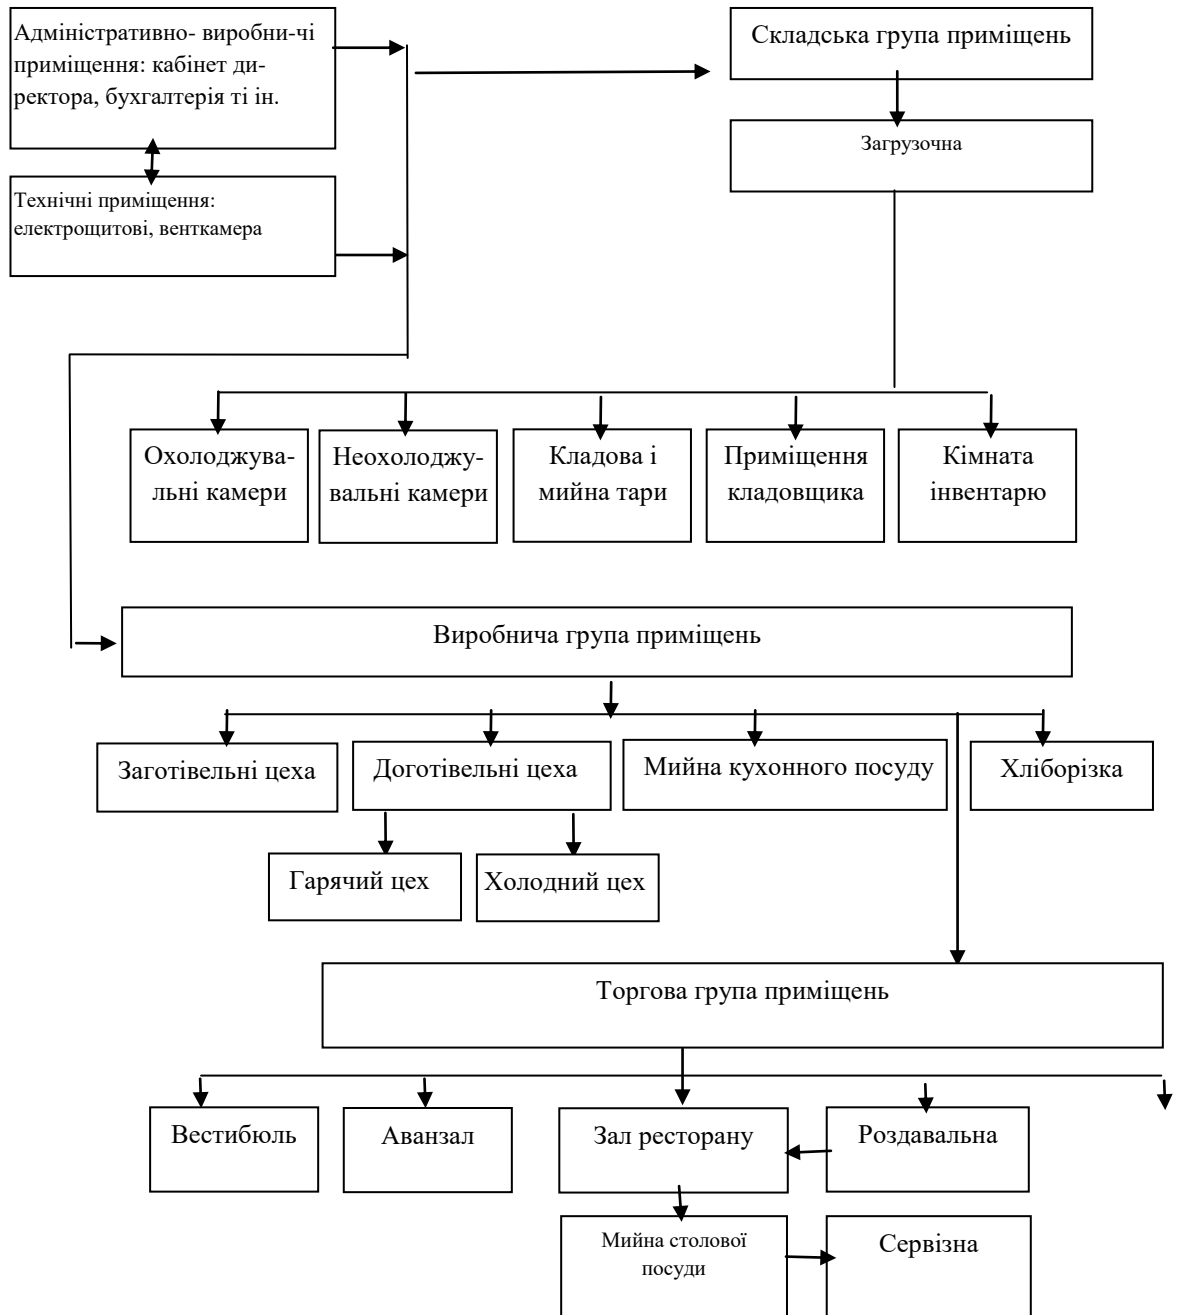 Адміністративно- виробни-чі
приміщення: кабінет ди-
ректора, бухгалтерія ті ін.
Складська група приміщень
Загрузочна
Технічні приміщення:
електрощитові, венткамера
Охолоджува-
льні камери
Неохолоджу-
вальні камери
Кладова і
мийна тари
Приміщення
кладовщика
Кімната
інвентарю
Виробнича група приміщень
Заготівельні цеха
Доготівельні цеха
Мийна кухонного посуду
Хліборізка
Гарячий цех
Холодний цех
Торгова група приміщень
Вестибюль
Аванзал
Зал ресторану
Роздавальна
Мийна столової
посуди
Сервізна